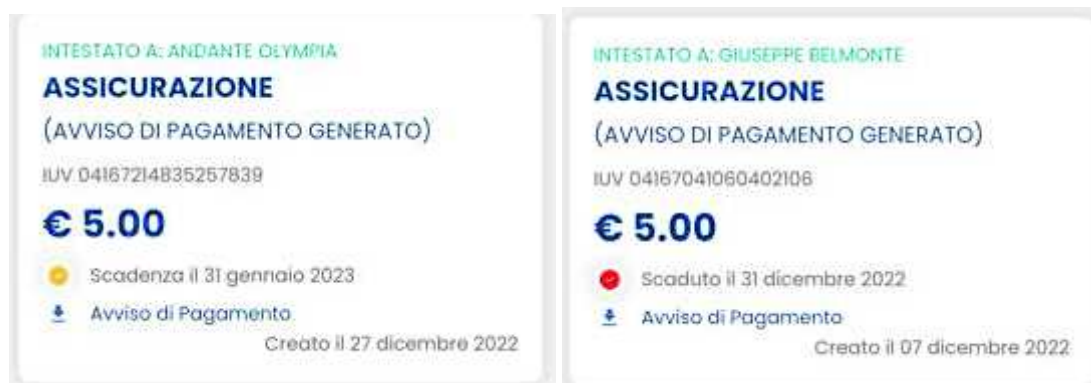 INTESTATO A: ANDANTE OLYMPIA
ASSICURAZIONE
(AVVISO DI PAGAMENTO GENERATO)
IUV 04167214835257839
€ 5.00
Scadenza il 31 gennaio 2023
Avviso di Pagamento
Creato il 27 dicembre 2022
INTESTATO A: GIUSEPPE BELMONTE
ASSICURAZIONE
(AVVISO DI PAGAMENTO GENERATO)
IUV 04167041060402106
€ 5.00
Scaduto il 31 dicembre 2022
Avviso di Pagamento
Creato il 07 dicembre 2022